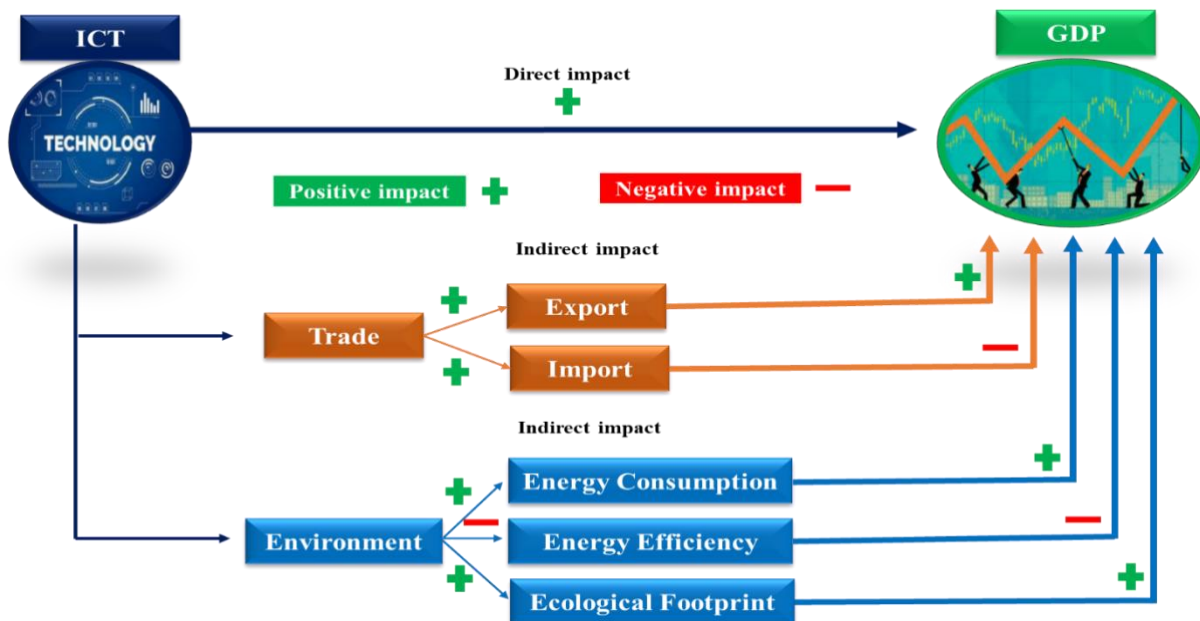 ICT
GDP
Direct impact
TECHNOLOGY
Positive impact
Negative impact
Indirect impact
Export
Trade
Import
Indirect impact
Energy Consumption
Environment
Energy Efficiency
Ecological Footprint